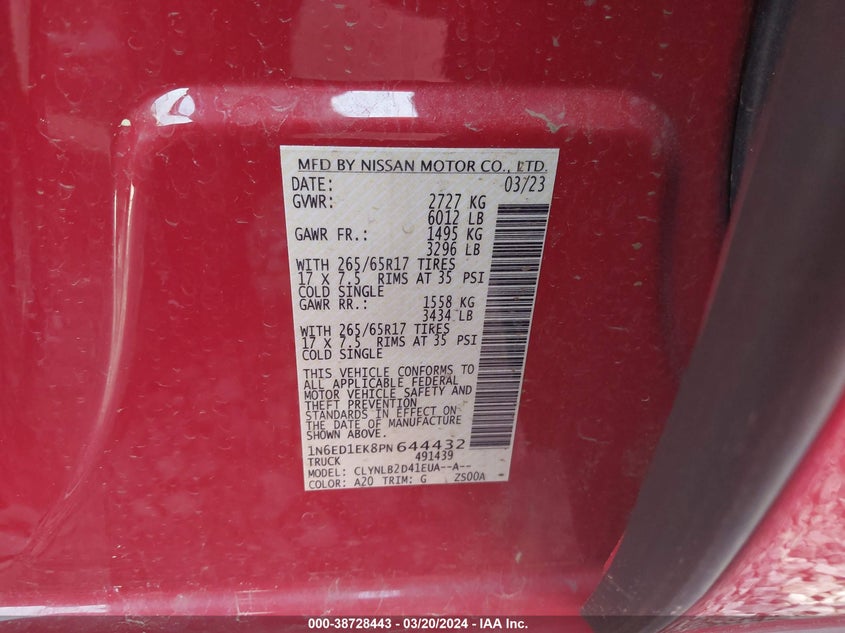 MFD BY NISSAN MOTOR CO., LTD.
DATE: 03/23
GVWR: 2727 KG
6012 LB
GAWR FR.: 1495 KG
3296 LB
WITH 265/65R17 TIRES
17 X 7.5 RIMS AT 35 PSI
COLD SINGLE
GAWR RR.: 1558 KG
3434 LB
WITH 265/65R17 TIRES
17 X 7.5 RIMS AT 35 PSI
COLD SINGLE
THIS VEHICLE CONFORMS TO
ALL APPLICABLE FEDERAL
MOTOR VEHICLE SAFETY AND
THEFT PREVENTION
STANDARDS IN EFFECT ON
THE DATE OF MANUFACTURE
SHOWN ABOVE.
1N6ED1EK8PN 644432
TRUCK 491439
MODEL: CLYNLB2D41EUA--A--
COLOR: A20 TRIM: G ZS00A
000-38728443 — 03/20/2024 — IAA Inc.